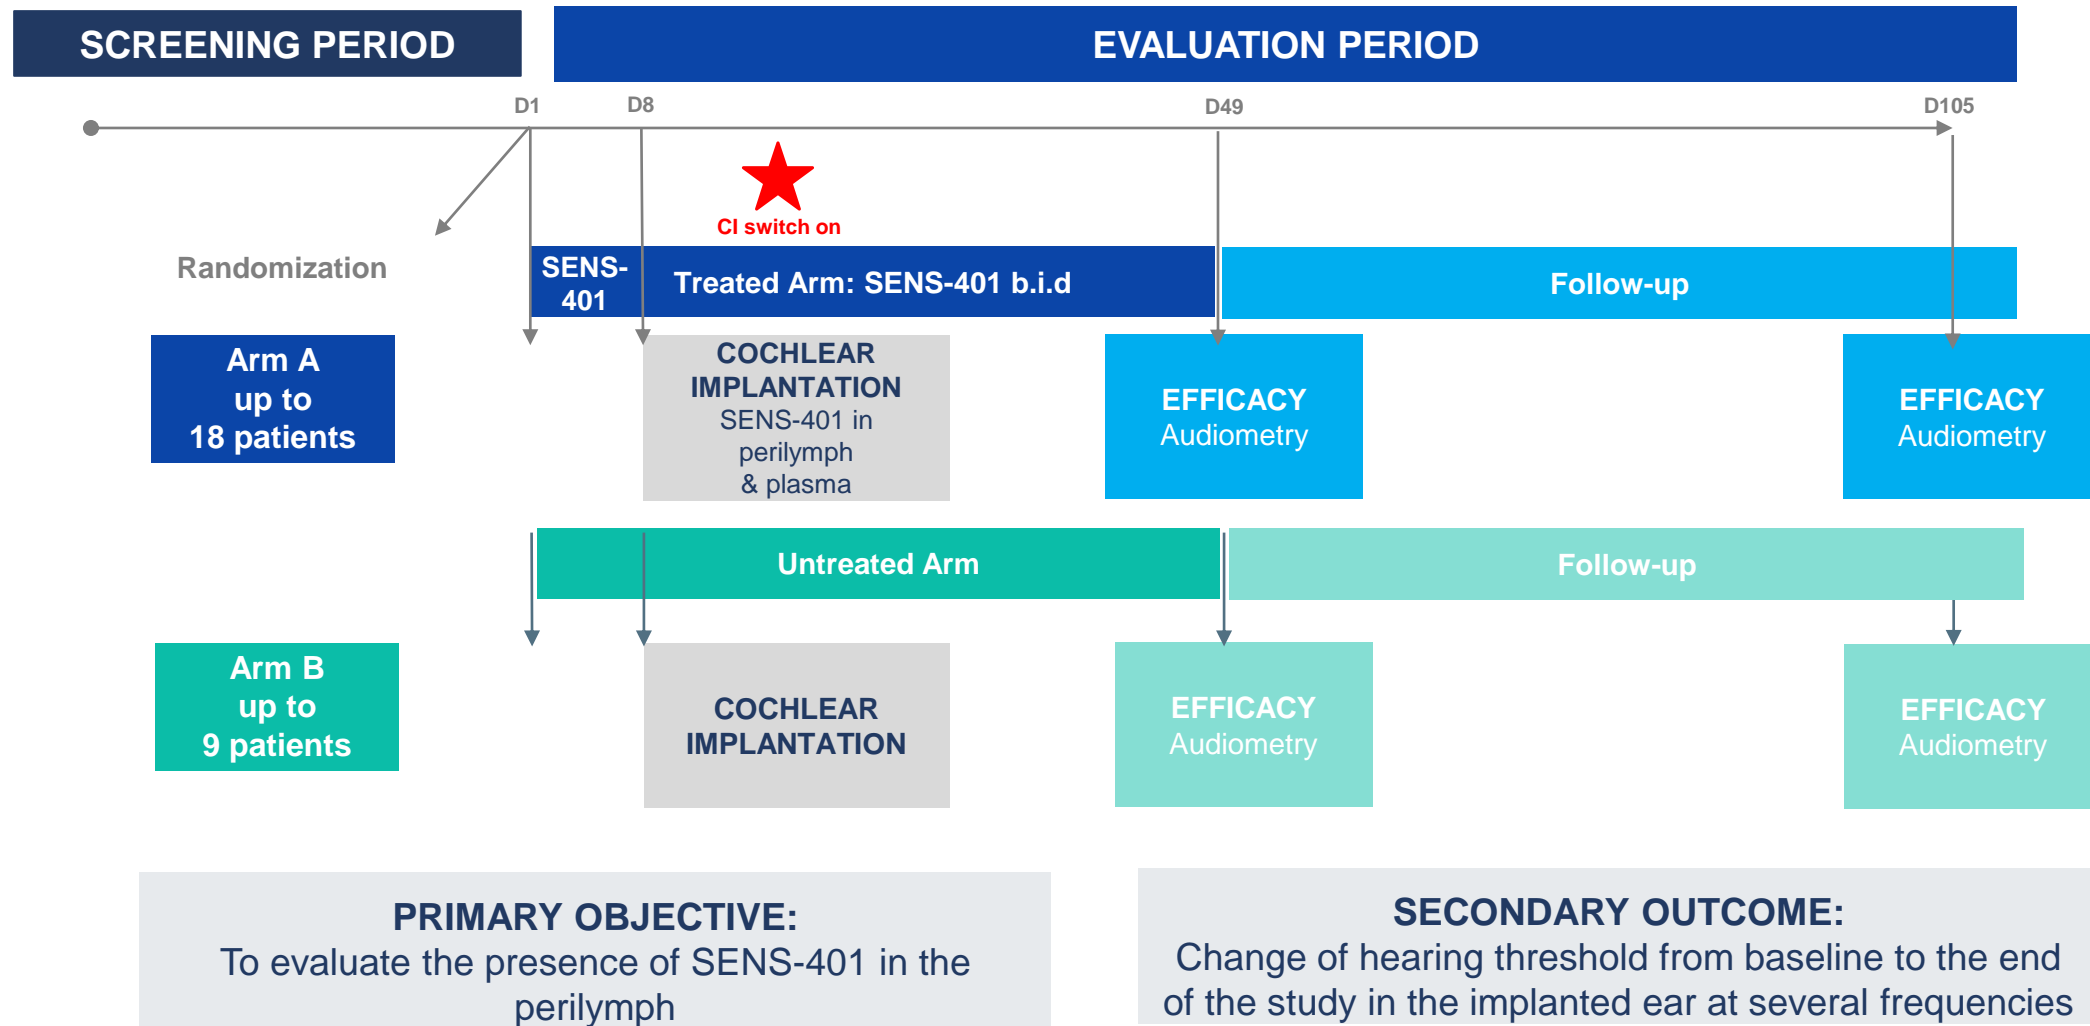 SCREENING PERIOD
EVALUATION PERIOD
D1
D8
D49
D105
CI switch on
Randomization
SENS-
401
Treated Arm: SENS-401 b.i.d
Follow-up
Arm A
up to
18 patients
COCHLEAR
IMPLANTATION
SENS-401 in
perilymph
& plasma
EFFICACY
Audiometry
EFFICACY
Audiometry
Untreated Arm
Follow-up
Arm B
up to
9 patients
COCHLEAR
IMPLANTATION
EFFICACY
Audiometry
EFFICACY
Audiometry
PRIMARY OBJECTIVE:
To evaluate the presence of SENS-401 in the
perilymph
SECONDARY OUTCOME:
Change of hearing threshold from baseline to the end
of the study in the implanted ear at several frequencies